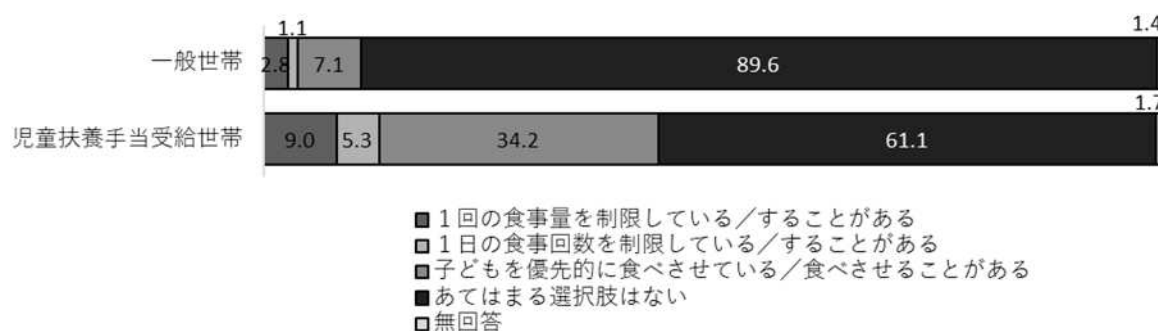 1.1
1.4
一般世帯
2.8
7.1
89.6
1.7
児童扶養手当受給世帯
9.0
5.3
34.2
61.1
■１回の食事量を制限している／することがある
■１日の食事回数を制限している／することがある
■子どもを優先的に食べさせている／食べさせることがある
■あてはまる選択肢はない
□無回答